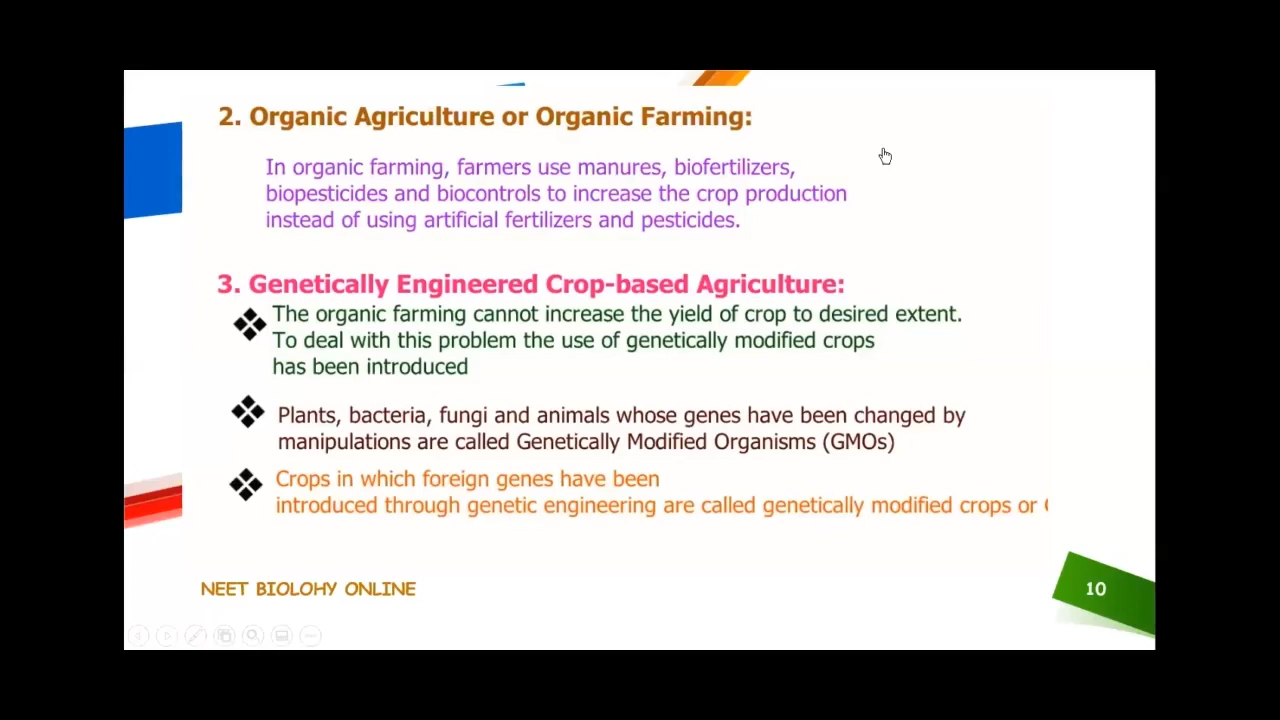 2. Organic Agriculture or Organic Farming:
In organic farming, farmers use manures, biofertilizers,
biopesticides and biocontrols to increase the crop production
instead of using artificial fertilizers and pesticides.
3. Genetically Engineered Crop-based Agriculture:
The organic farming cannot increase the yield of crop to desired extent.
To deal with this problem the use of genetically modified crops
has been introduced
Plants, bacteria, fungi and animals whose genes have been changed by
manipulations are called Genetically Modified Organisms (GMOs)
Crops in which foreign genes have been
introduced through genetic engineering are called genetically modified crops or
NEET BIOLOHY ONLINE
10